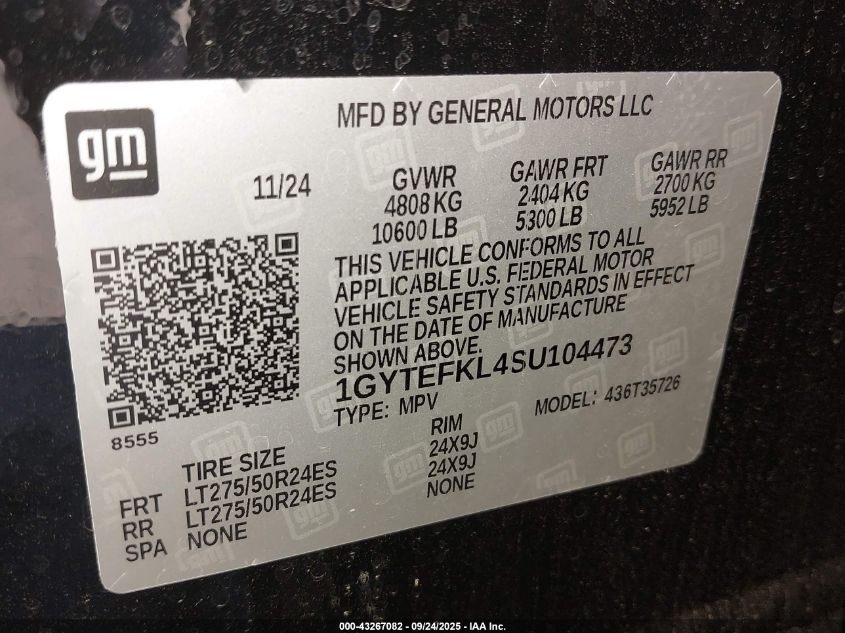 gm
MFD BY GENERAL MOTORS LLC
11/24
GVWR
4808 KG
10600 LB
GAWR FRT
2404 KG
5300 LB
GAWR RR
2700 KG
5952 LB
THIS VEHICLE CONFORMS TO ALL
APPLICABLE U.S. FEDERAL MOTOR
VEHICLE SAFETY STANDARDS IN EFFECT
ON THE DATE OF MANUFACTURE
SHOWN ABOVE.
1GYTEFKL4SU104473
TYPE: MPV
MODEL: 436T35726
8555
TIRE SIZE
RIM
FRT LT275/50R24ES 24X9J
RR LT275/50R24ES 24X9J
SPA NONE NONE
000-43267082 - 09/24/2025 - IAA Inc.